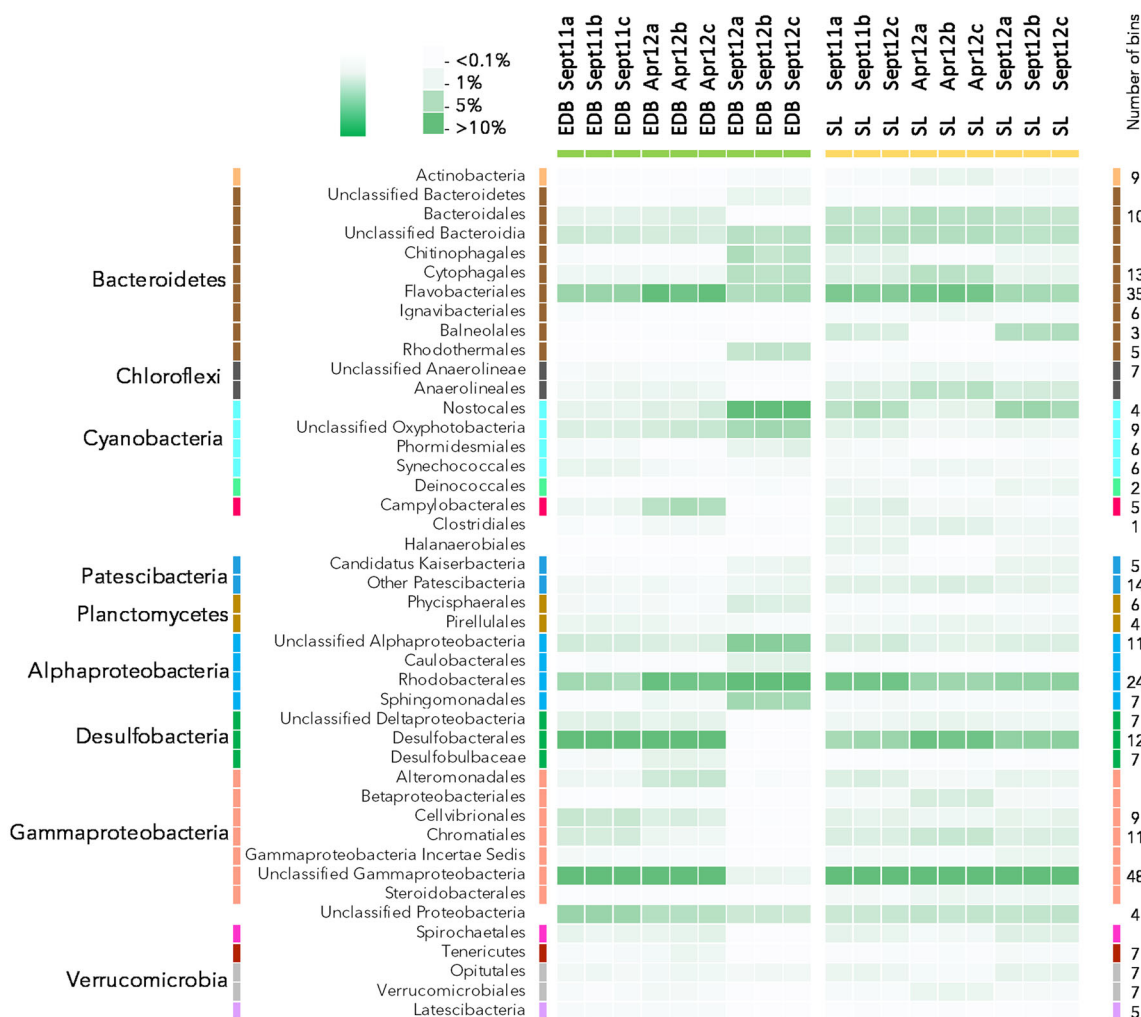 EDB Sept11a
EDB Sept11b
EDB Sept11c
EDB Apr12a
EDB Apr12b
EDB Apr12c
EDB Sept12a
EDB Sept12b
EDB Sept12c
SL Sept11a
SL Sept11b
SL Sept11c
SL Apr12a
SL Apr12b
SL Apr12c
SL Sept12a
SL Sept12b
SL Sept12c
Number of bins
- <0.1%
- 1%
- 5%
- >10%
Actinobacteria 9
Unclassified Bacteroidetes
Bacteroidales 10
Unclassified Bacteroidia
Chitinophagales
Cytophagales 13
Bacteroidetes
Flavobacteriales 35
Ignavibacteriales 6
Balneolales 3
Rhodothermales 5
Unclassified Anaerolineae 7
Chloroflexi
Anaerolineales
Nostocales 4
Unclassified Oxyphotobacteria 9
Cyanobacteria
Phormidesmiales 6
Synechococcales 6
Deinococcales 2
Campylobacterales 5
Clostridiales 1
Halanaerobiales
Candidatus Kaiserbacteria 5
Patescibacteria
Other Patescibacteria 14
Phycisphaerales 6
Planctomycetes
Pirellulales 4
Unclassified Alphaproteobacteria 11
Caulobacterales
Alphaproteobacteria
Rhodobacterales 24
Sphingomonadales 7
Unclassified Deltaproteobacteria 7
Desulfobacteria
Desulfobacterales 12
Desulfobulbaceae 7
Alteromonadales
Betaproteobacteriales
Cellvibrionales 9
Gammaproteobacteria
Chromatiales 11
Gammaproteobacteria Incertae Sedis
Unclassified Gammaproteobacteria 48
Steroidobacterales
Unclassified Proteobacteria 4
Spirochaetales
Tenericutes 7
Opitutales 7
Verrucomicrobia
Verrucomicrobiales 7
Latescibacteria 5